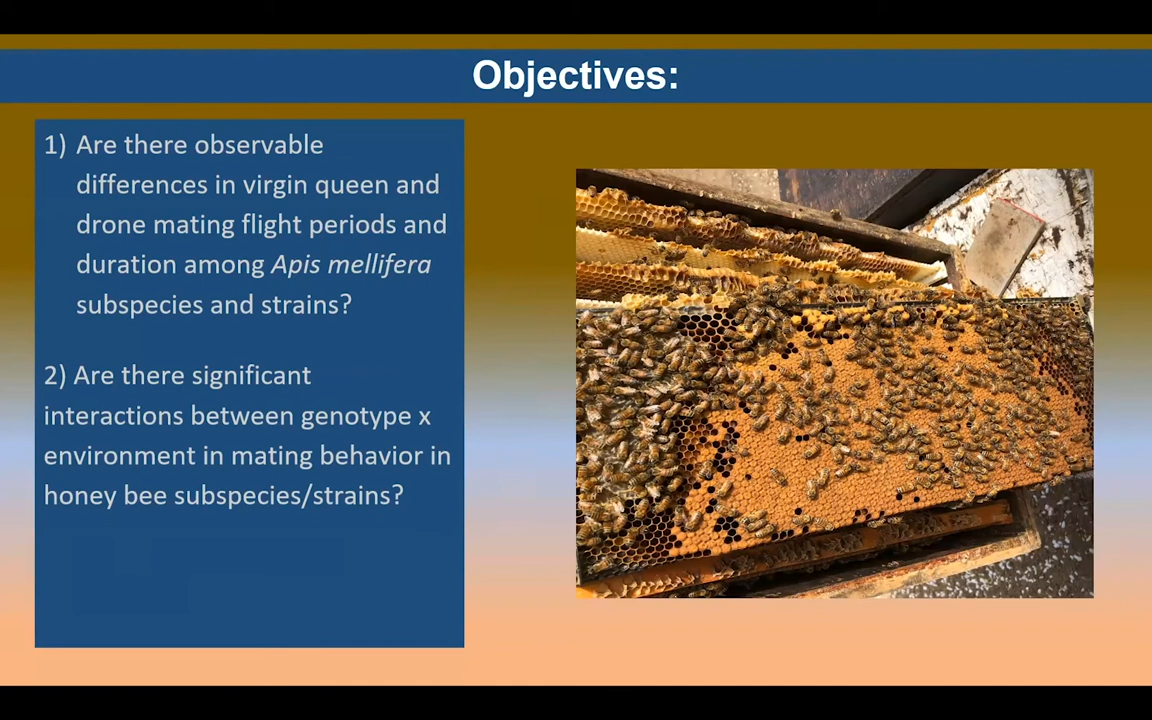 Objectives:
1) Are there observable
differences in virgin queen and
drone mating flight periods and
duration among Apis mellifera
subspecies and strains?
2) Are there significant
interactions between genotype x
environment in mating behavior in
honey bee subspecies/strains?